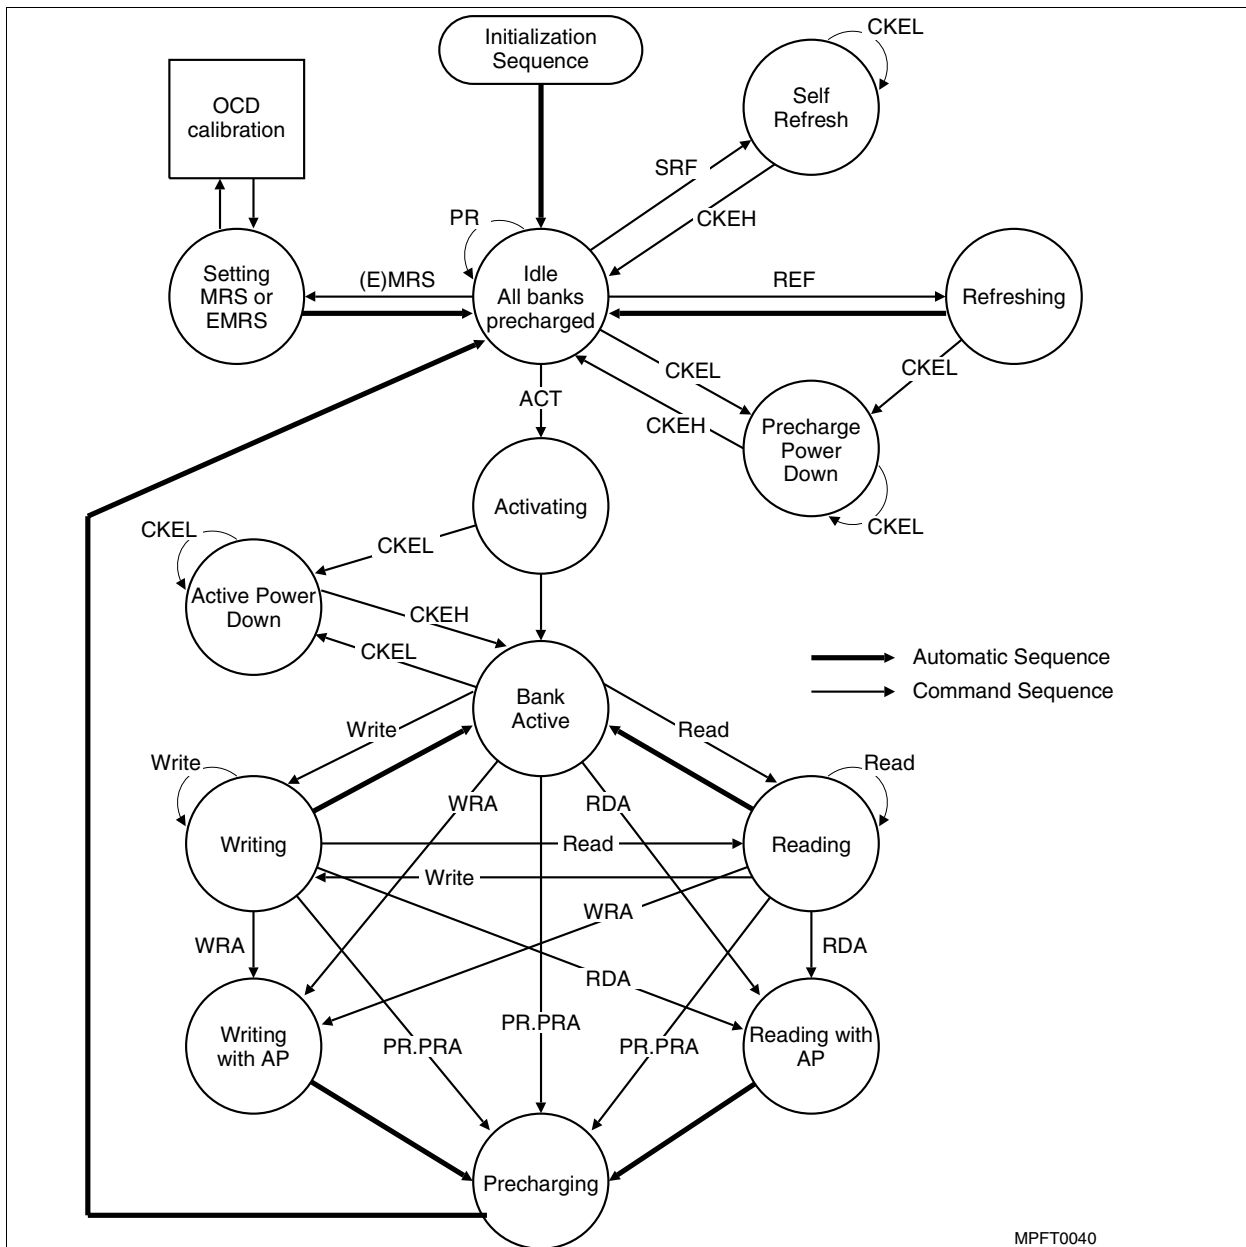 Initialization
Sequence
CKEL
OCD
calibration
Self
Refresh
SRF
CKEH
PR
Setting
MRS or
EMRS
(E)MRS
Idle
All banks
precharged
REF
Refreshing
CKEL
CKEL
CKEH
ACT
Precharge
Power
Down
CKEL
Activating
CKEL
CKEL
Active Power
Down
CKEH
CKEL
Automatic Sequence
Command Sequence
Bank
Active
Write
Read
Write
Read
WRA
RDA
Writing
Read
Reading
Write
WRA
WRA
RDA
RDA
Writing
with AP
PR.PRA
PR.PRA
PR.PRA
Reading with
AP
Precharging
MPFT0040